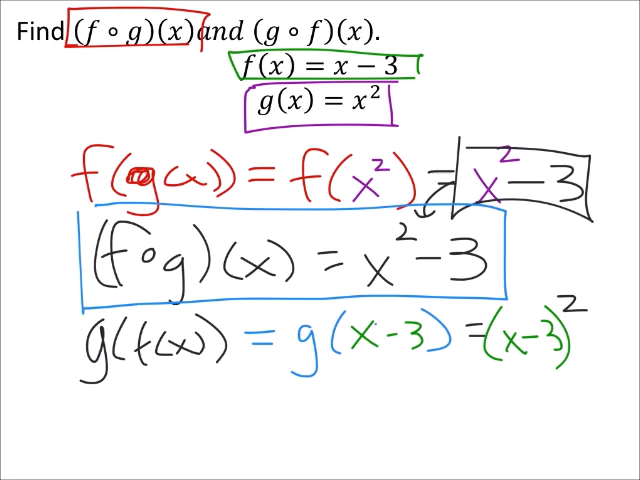 Find (f ∘ g)(x) and (g ∘ f)(x).
f(x) = x − 3
g(x) = x²
f(g(x)) = f(x²) = x² − 3
(f∘g)(x) = x² − 3
g(f(x)) = g(x − 3) = (x − 3)²